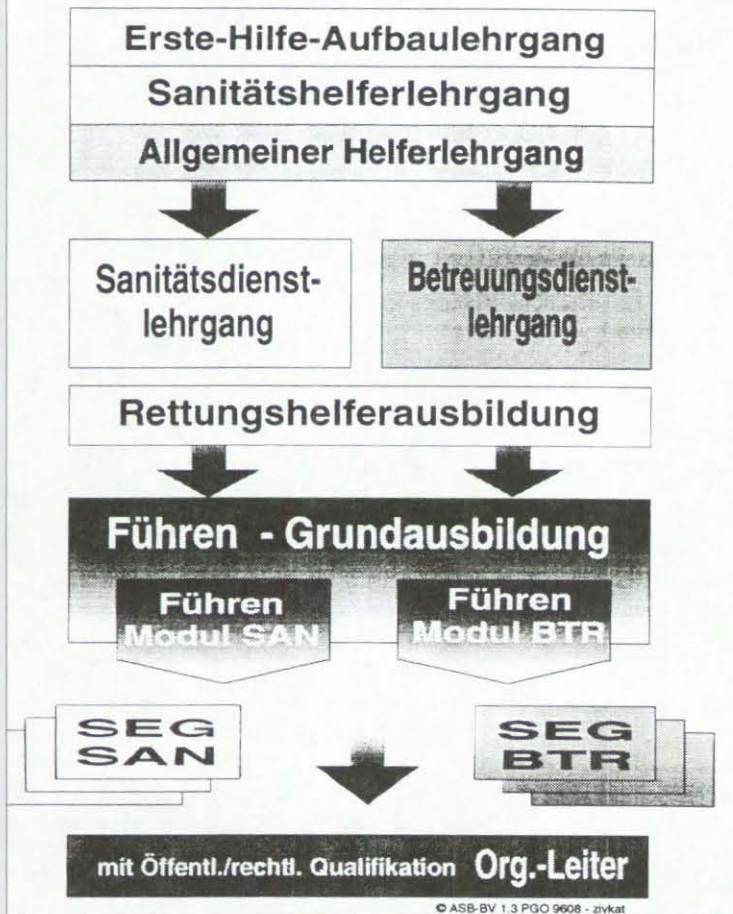 Erste-Hilfe-Aufbaulehrgang
Sanitätshelferlehrgang
Allgemeiner Helferlehrgang
Sanitätsdienst-
lehrgang
Betreuungsdienst-
lehrgang
Rettungshelferausbildung
Führen - Grundausbildung
Führen
Modul SAN
Führen
Modul BTR
SEG
SAN
SEG
BTR
mit Öffentl./rechtl. Qualifikation Org.-Leiter
© ASB-BV 1.3 PGO 9608 - zivkat